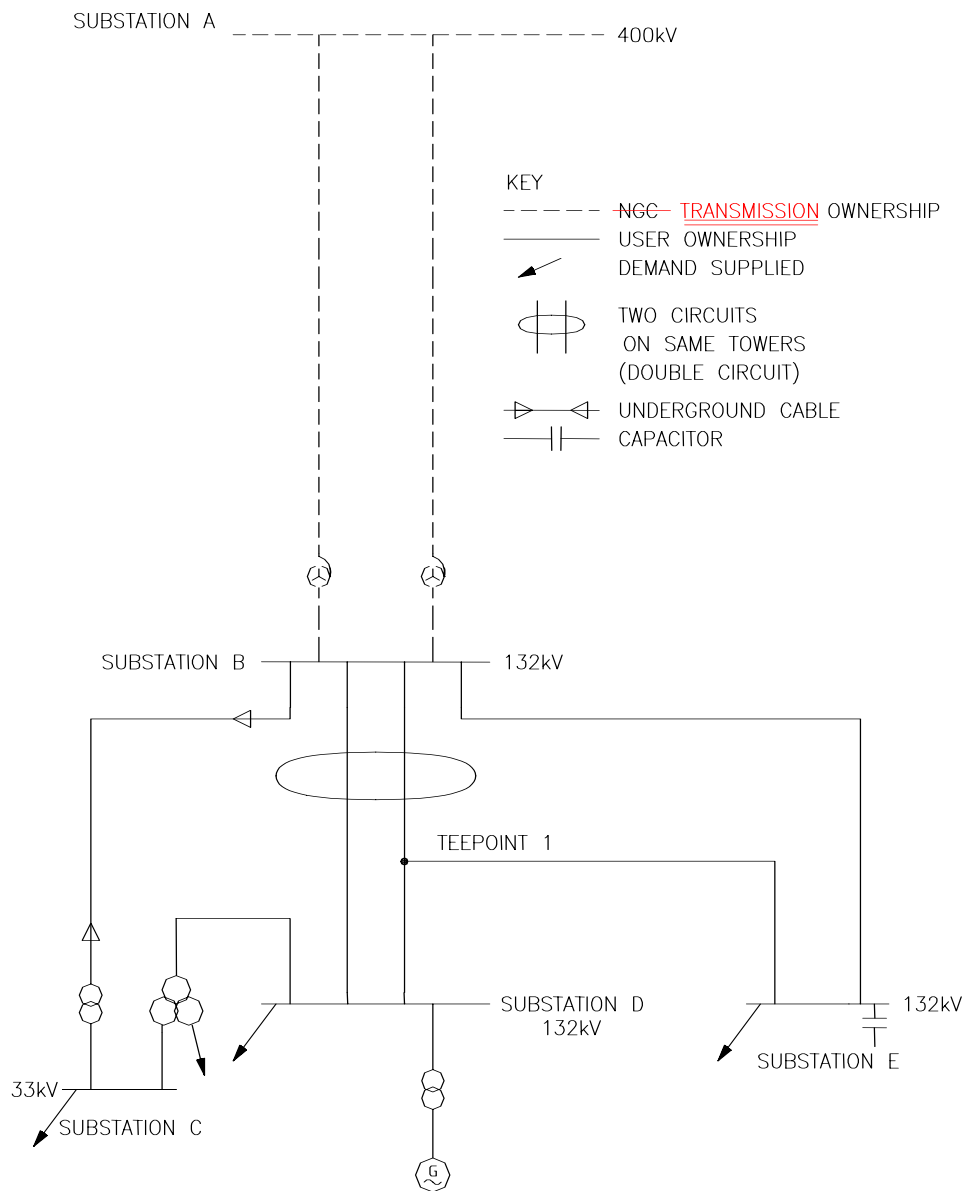 SUBSTATION A
400kV
KEY
NGC TRANSMISSION OWNERSHIP
USER OWNERSHIP
DEMAND SUPPLIED
TWO CIRCUITS
ON SAME TOWERS
(DOUBLE CIRCUIT)
UNDERGROUND CABLE
CAPACITOR
SUBSTATION B
132kV
TEEPOINT 1
SUBSTATION D
132kV
132kV
SUBSTATION E
33kV
SUBSTATION C
G